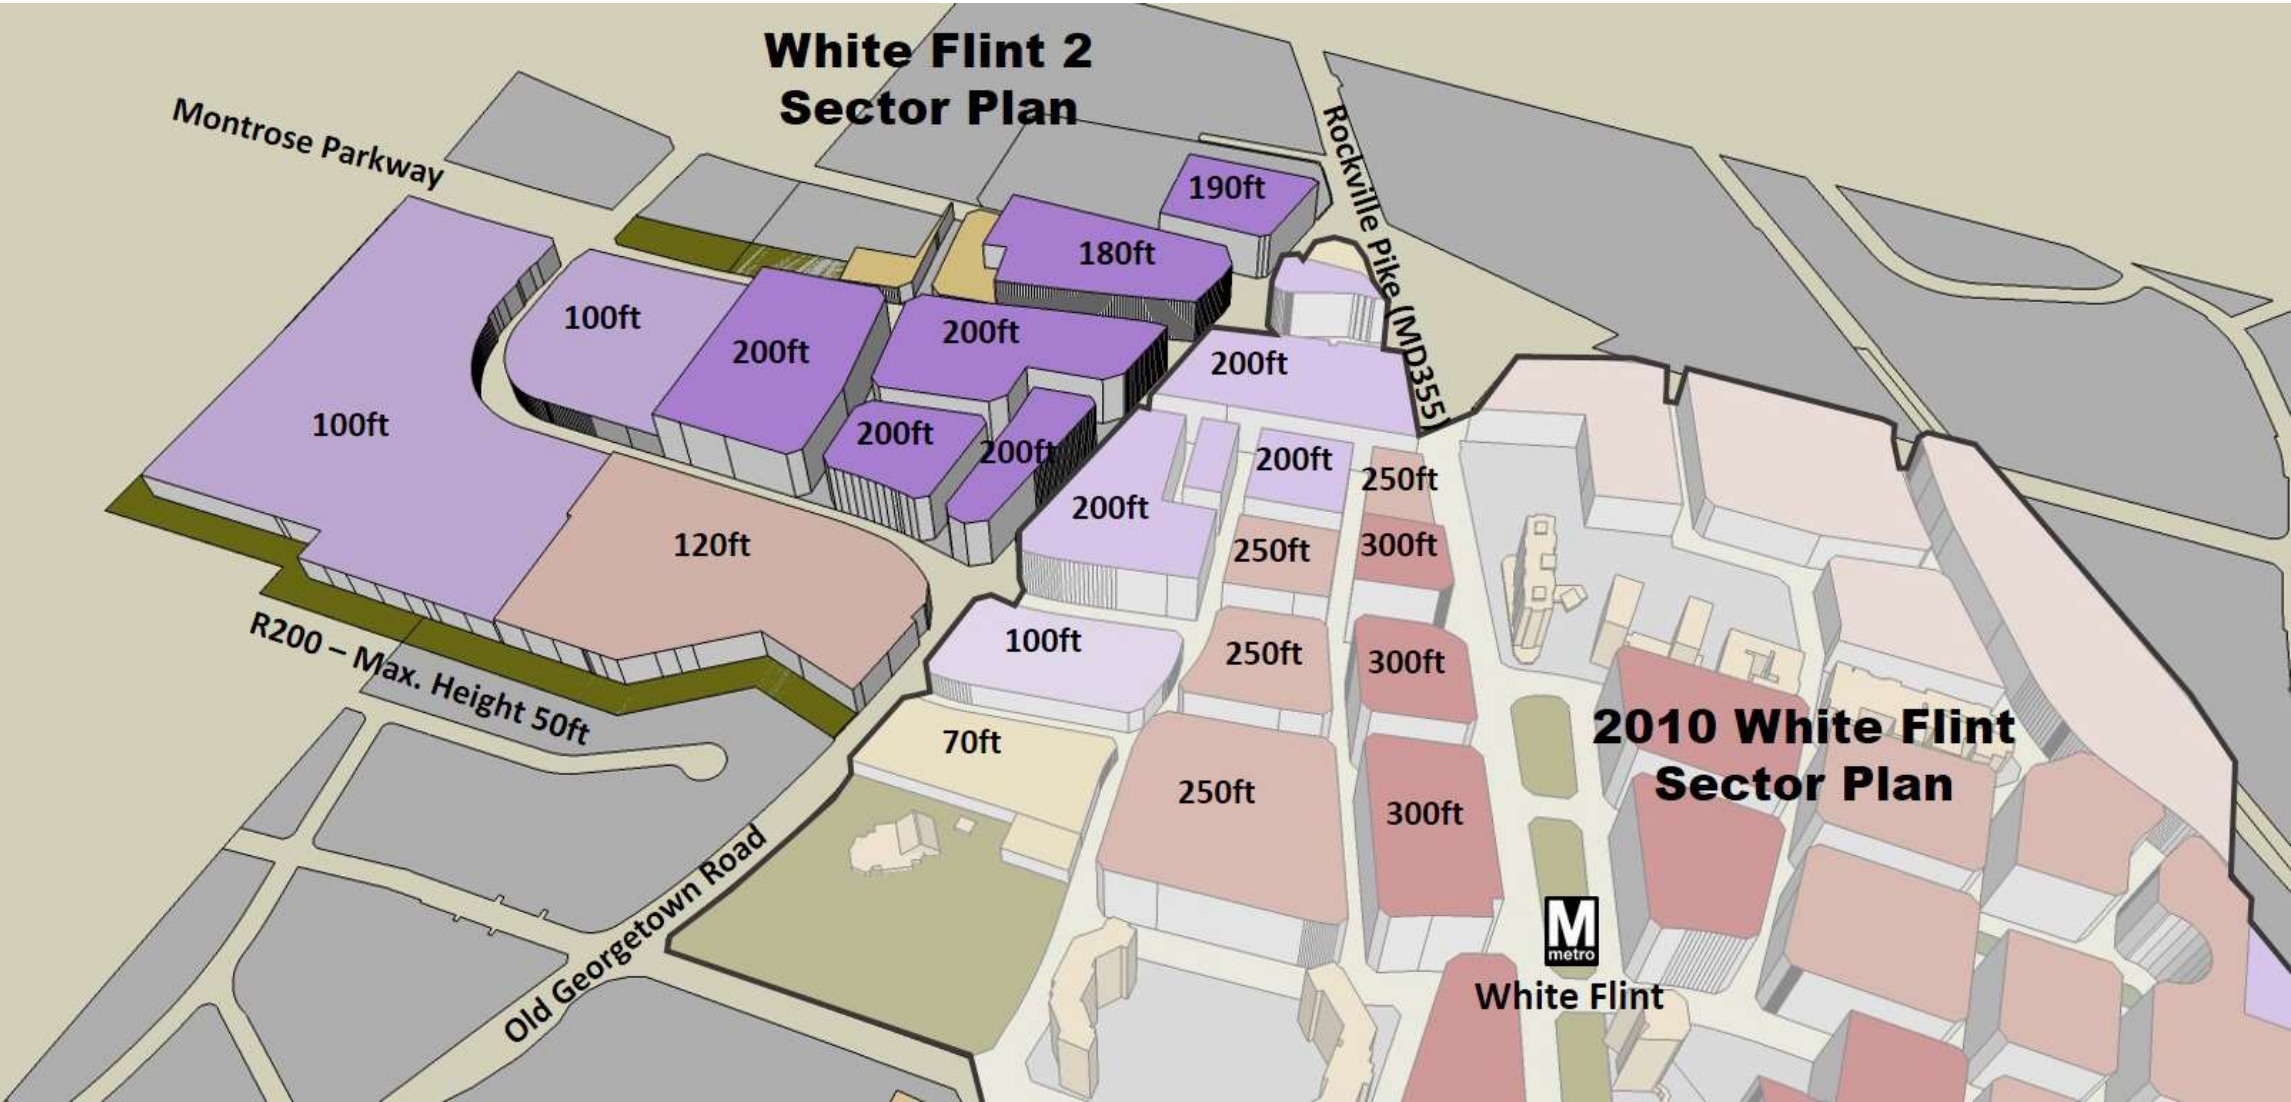 White Flint 2
Sector Plan
Montrose Parkway
Rockville Pike (MD355)
190ft
180ft
100ft
200ft
200ft
200ft
100ft
200ft
200ft
200ft
250ft
200ft
120ft
250ft
300ft
R200 – Max. Height 50ft
100ft
250ft
300ft
70ft
250ft
300ft
2010 White Flint
Sector Plan
Old Georgetown Road
M
metro
White Flint